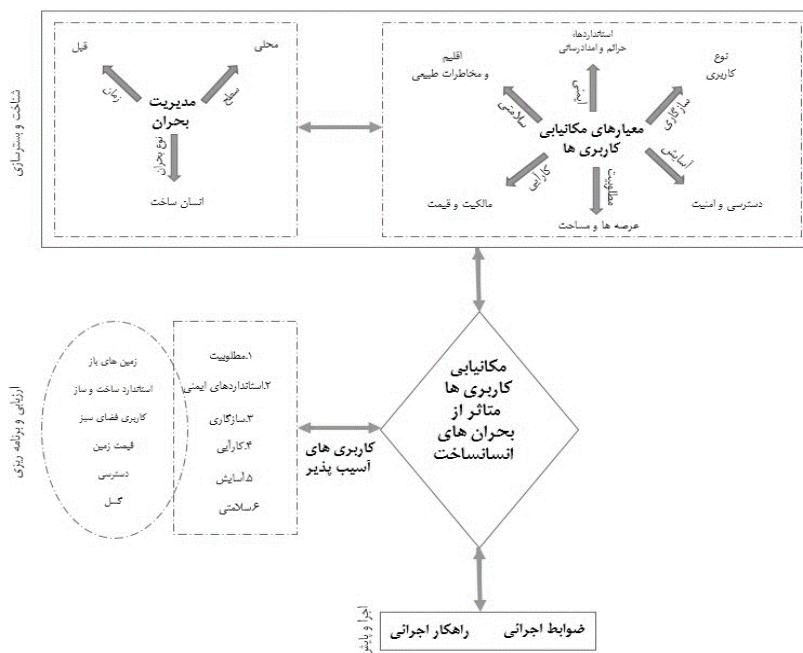 شناخت و بسترسازی
استانداردها،
حرائم و امدادرسانی
نوع
کاربری
اقلیم
و مخاطرات طبیعی
ایمنی
سازگاری
سلامتی
معیارهای مکانیابی
کاربری ها
آسایش
مطلوبیت
کارآیی
دسترسی و امنیت
عرصه ها و مساحت
مالکیت و قیمت
محلی
قبل
سطح
زمان
مدیریت
بحران
نوع بحران
انسان ساخت
ارزیابی و برنامه ریزی
مکانیابی
کاربری ها
متاثر از
بحران های
انسانساخت
کاربری های
آسیب پذیر
۱.مطلوبیت
۲.استانداردهای ایمنی
۳.سازگاری
۴.کارآیی
۵.آسایش
۶.سلامتی
زمین های باز
استاندارد ساخت و ساز
کاربری فضای سبز
قیمت زمین
دسترسی
گسل
اجرا و پایش
ضوابط اجرائی
راهکار اجرائی